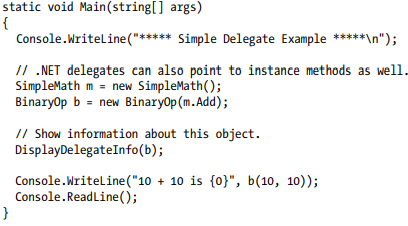 static void Main(string[] args)
{
  Console.WriteLine("***** Simple Delegate Example *****\n");

  // .NET delegates can also point to instance methods as well.
  SimpleMath m = new SimpleMath();
  BinaryOp b = new BinaryOp(m.Add);

  // Show information about this object.
  DisplayDelegateInfo(b);

  Console.WriteLine("10 + 10 is {0}", b(10, 10));
  Console.ReadLine();
}